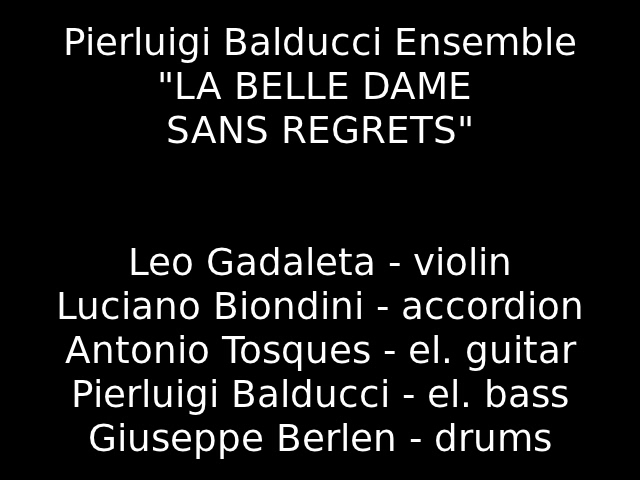 Pierluigi Balducci Ensemble
"LA BELLE DAME
SANS REGRETS"
Leo Gadaleta - violin
Luciano Biondini - accordion
Antonio Tosques - el. guitar
Pierluigi Balducci - el. bass
Giuseppe Berlen - drums